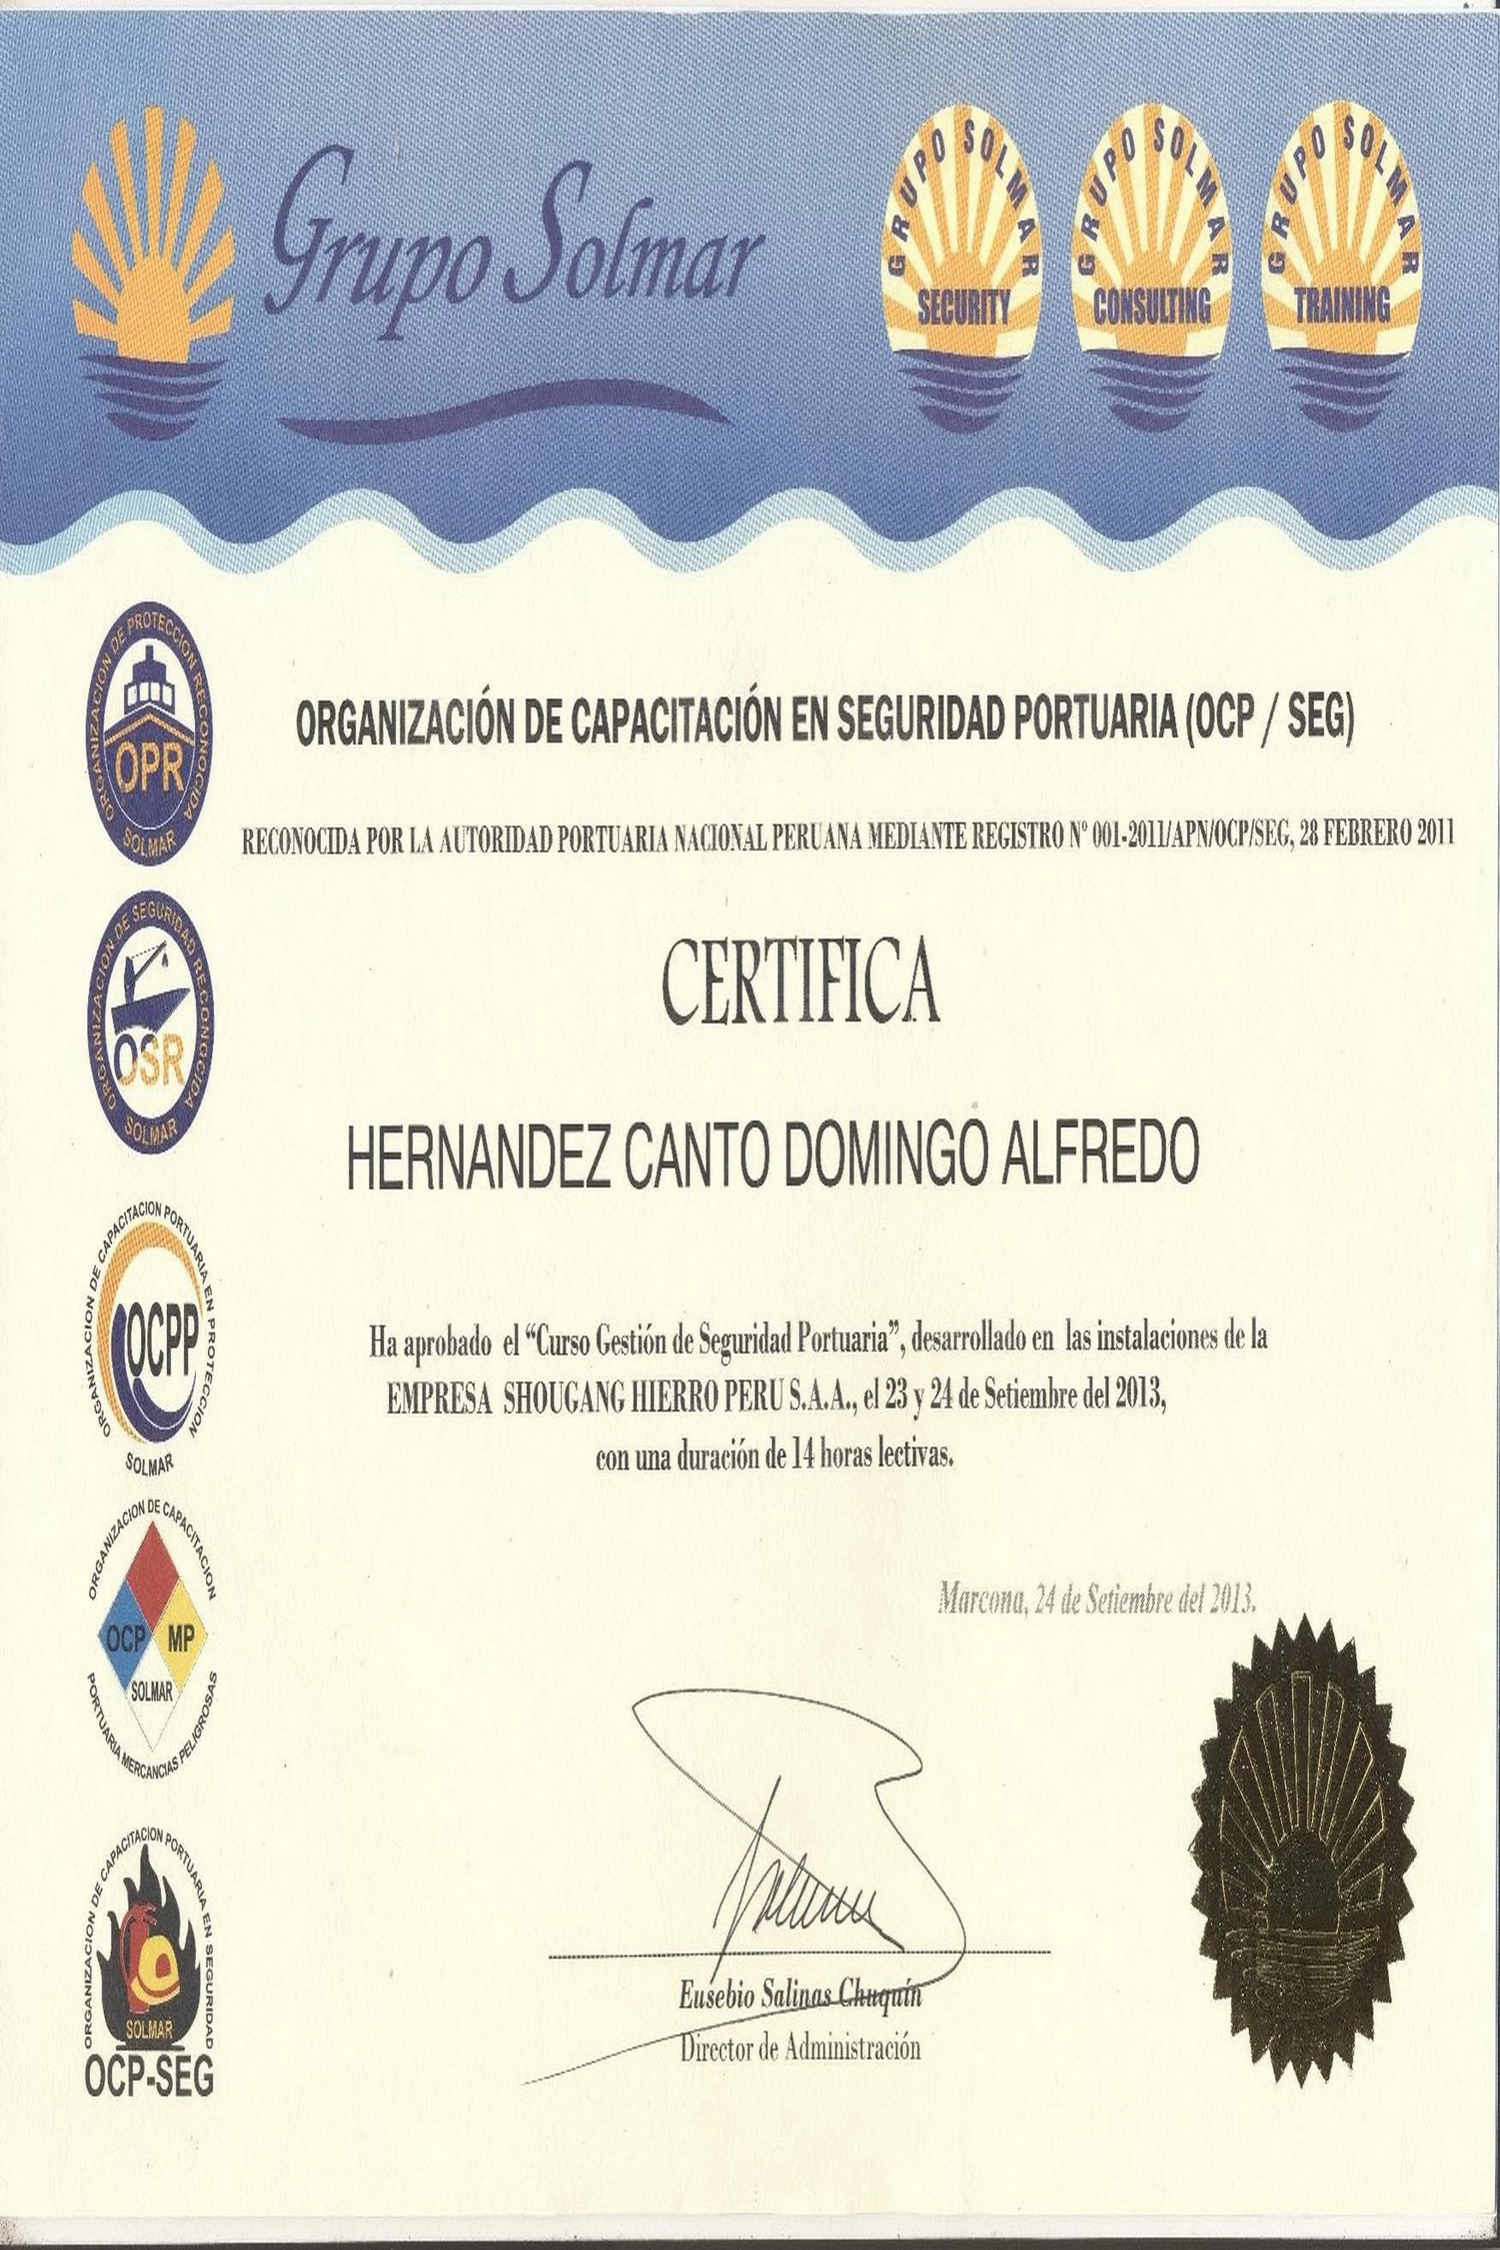 Grupo Solmar
GRUPO SOLMAR
SECURITY
GRUPO SOLMAR
CONSULTING
GRUPO SOLMAR
TRAINING
ORGANIZACION DE PROTECCION RECONOCIDA
OPR
SOLMAR
ORGANIZACIÓN DE CAPACITACIÓN EN SEGURIDAD PORTUARIA (OCP / SEG)
RECONOCIDA POR LA AUTORIDAD PORTUARIA NACIONAL PERUANA MEDIANTE REGISTRO Nº 001-2011/APN/OCP/SEG, 28 FEBRERO 2011
ORGANIZACION DE SEGURIDAD RECONOCIDA
OSR
SOLMAR
CERTIFICA
HERNANDEZ CANTO DOMINGO ALFREDO
ORGANIZACION DE CAPACITACION PORTUARIA EN PROTECCION
OCPP
SOLMAR
Ha aprobado el “Curso Gestión de Seguridad Portuaria”, desarrollado en las instalaciones de la
EMPRESA SHOUGANG HIERRO PERU S.A.A., el 23 y 24 de Setiembre del 2013,
con una duración de 14 horas lectivas.
ORGANIZACION DE CAPACITACION
OCP MP
SOLMAR
PORTUARIA MERCANCIAS PELIGROSAS
Marcona, 24 de Setiembre del 2013.
ORGANIZACION DE CAPACITACION PORTUARIA EN SEGURIDAD
SOLMAR
OCP-SEG
Eusebio Salinas Chuquín
Director de Administración